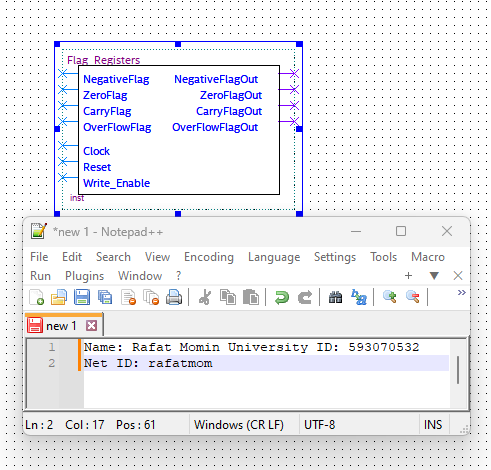 Flag_Registers
NegativeFlag NegativeFlagOut
ZeroFlag ZeroFlagOut
CarryFlag CarryFlagOut
OverFlowFlag OverFlowFlagOut
Clock
Reset
Write_Enable
inst
*new 1 - Notepad++
File Edit Search View Encoding Language Settings Tools Macro
Run Plugins Window ? + ▼ ×
»
new 1
1 Name: Rafat Momin University ID: 593070532
2 Net ID: rafatmom
Ln : 2 Col : 17 Pos : 61 Windows (CR LF) UTF-8 INS